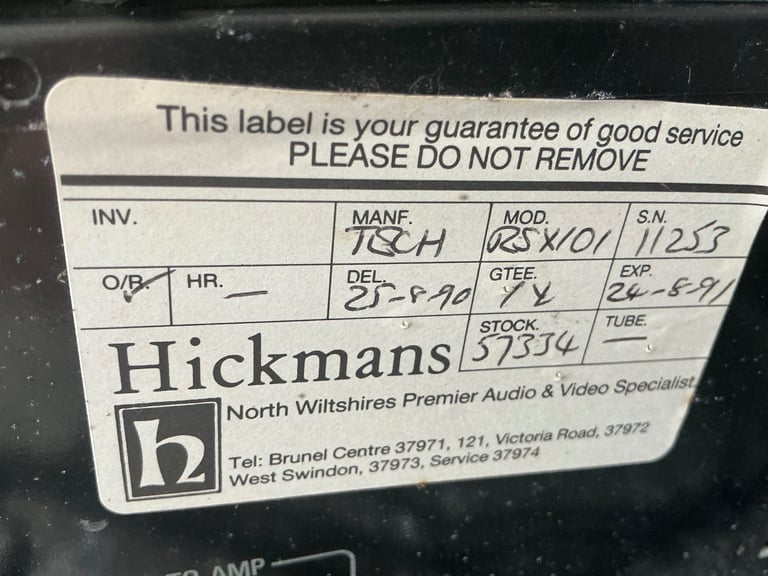 This label is your guarantee of good service
PLEASE DO NOT REMOVE
INV. MANF. MOD. S.N.
TECH RSX101 11253
O/R HR. DEL. GTEE. EXP.
— 25-8-90 1 Y 24-8-91
STOCK. TUBE.
57334 —
Hickmans
North Wiltshires Premier Audio & Video Specialist
h
Tel: Brunel Centre 37971, 121, Victoria Road, 37972
West Swindon, 37973, Service 37974
AMP